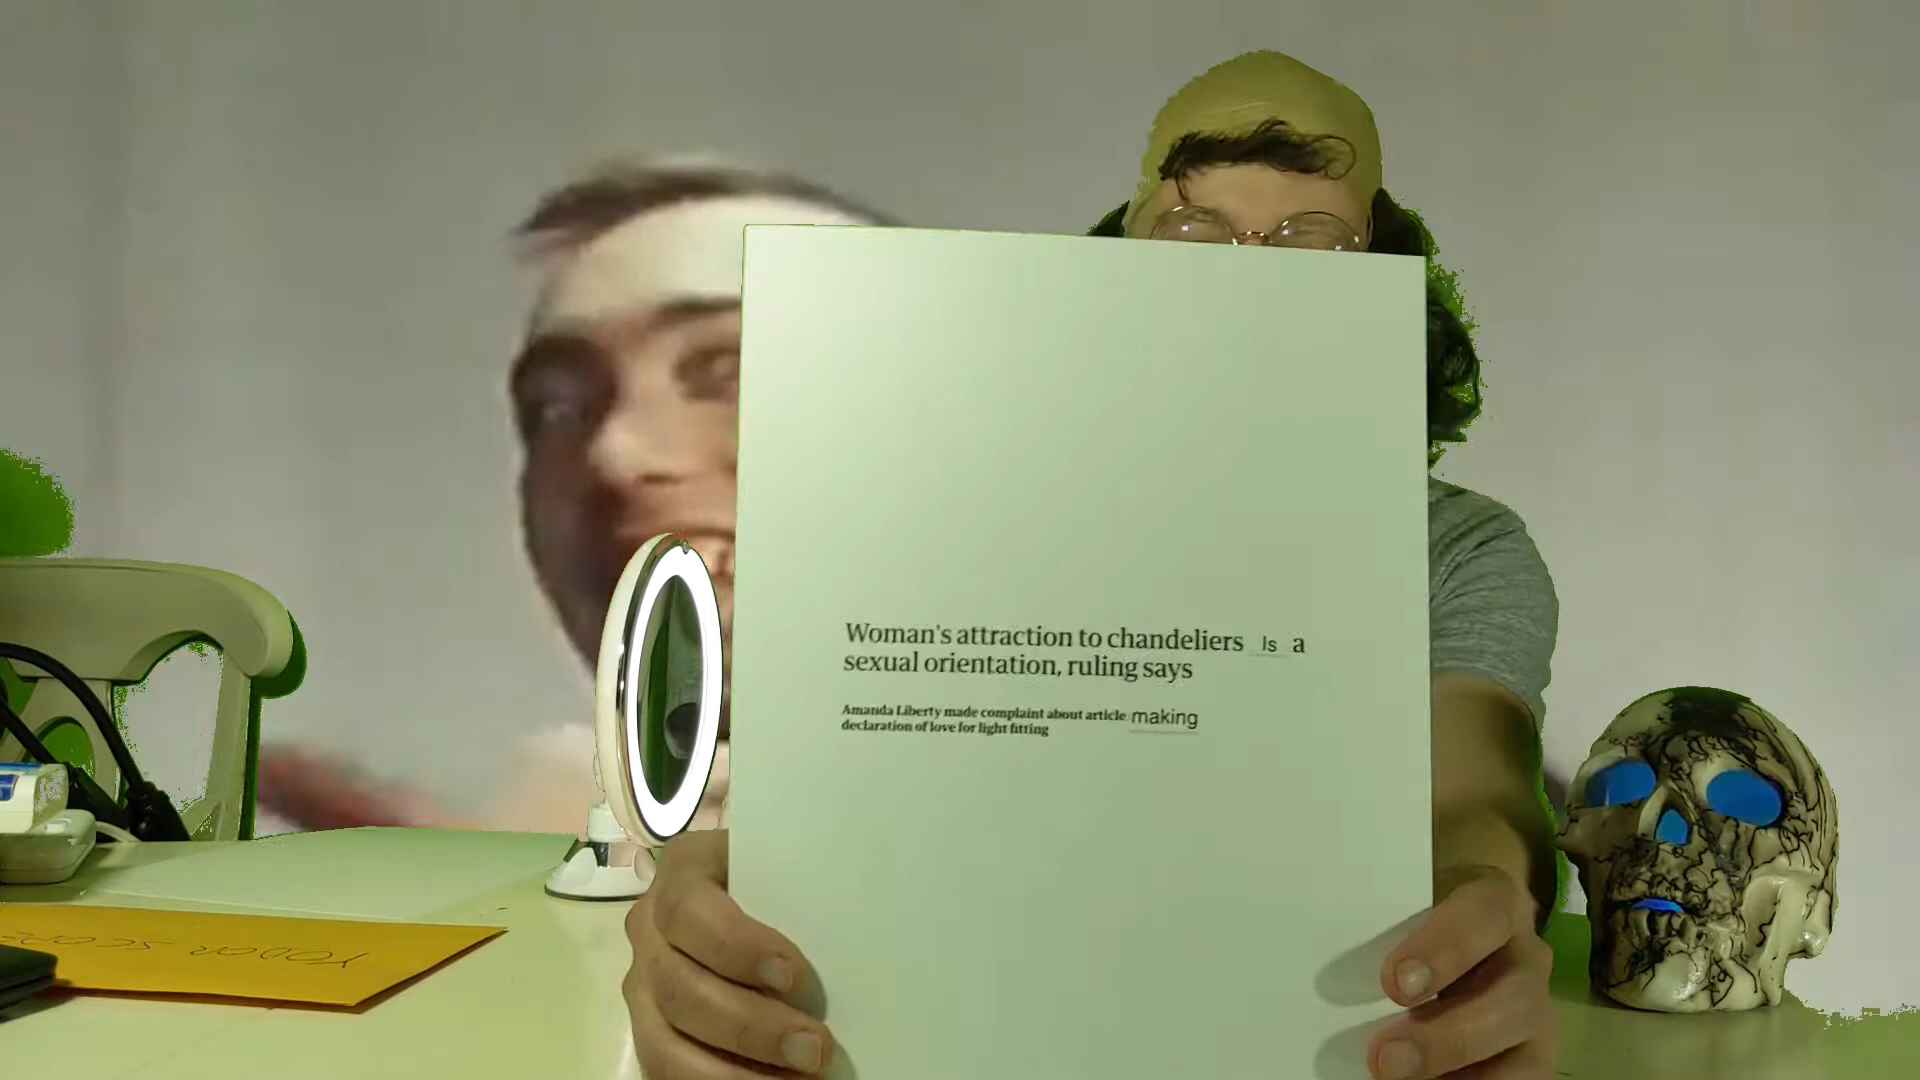 Woman's attraction to chandeliers Is a
sexual orientation, ruling says
Amanda Liberty made complaint about article making
declaration of love for light fitting